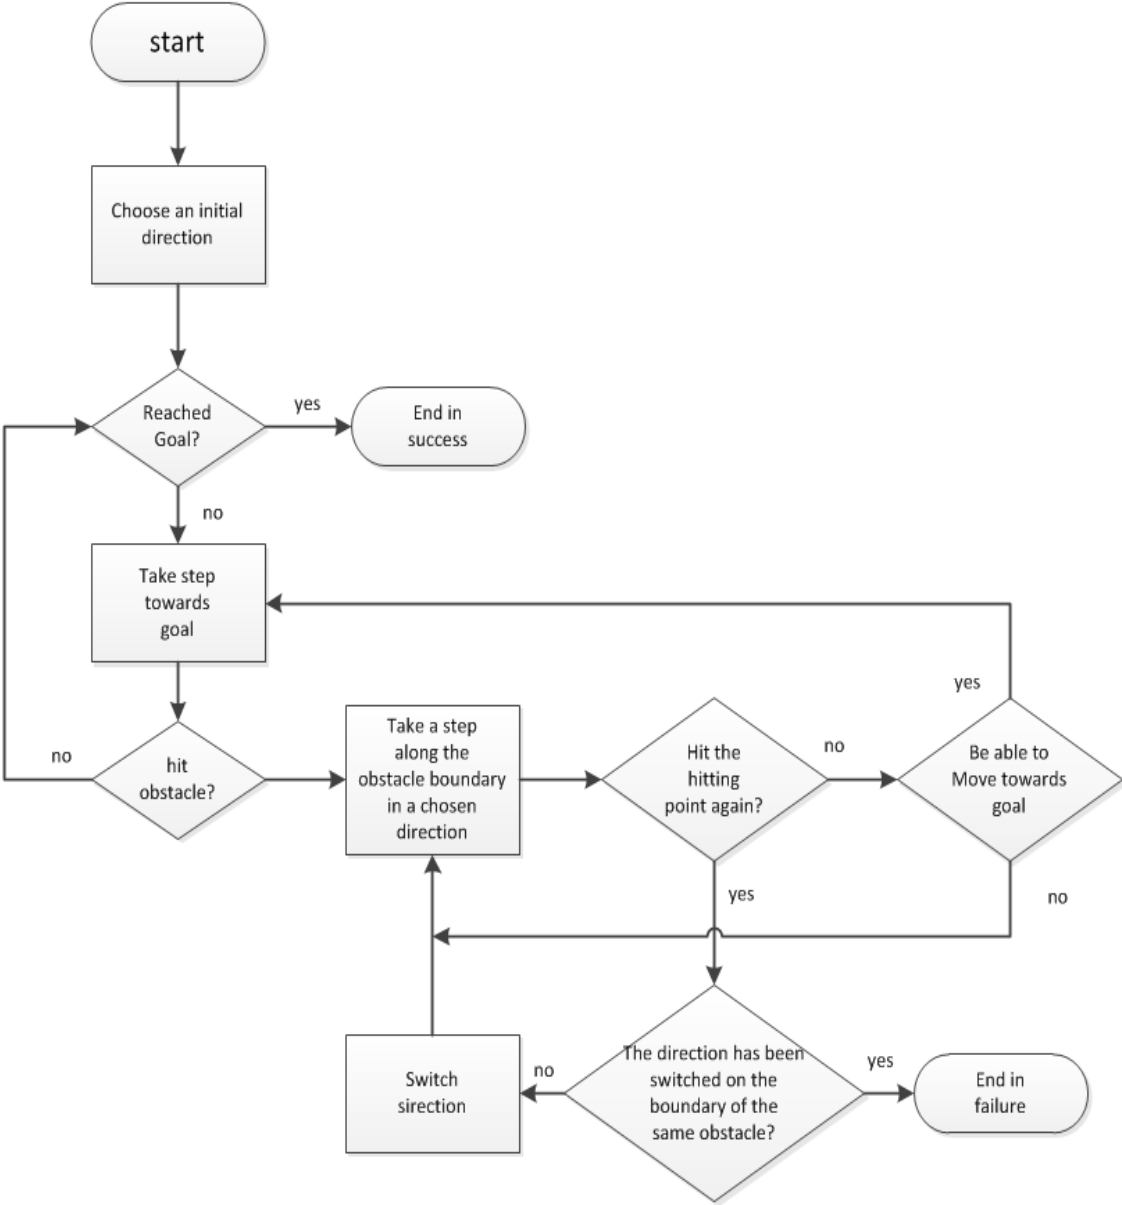 start
Choose an initial
direction
Reached
Goal?
yes
End in
success
no
Take step
towards
goal
hit
obstacle?
no
Take a step
along the
obstacle boundary
in a chosen
direction
Hit the
hitting
point again?
no
Be able to
Move towards
goal
yes
no
yes
The direction has been
switched on the
boundary of the
same obstacle?
no
Switch
sirection
yes
End in
failure